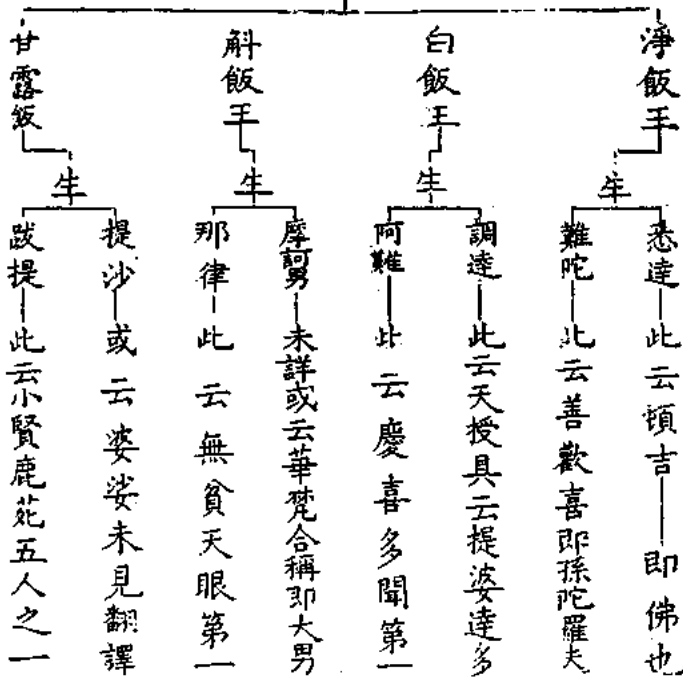 淨飯王
生
悉達 此云頓吉 即佛也
難陀 此云善歡喜即孫陀羅夫
白飯王
生
調達 此云天授具云提婆達多
阿難 此云慶喜多聞第一
斛飯王
生
摩訶男 未詳或云華梵合稱即大男
那律 此云無貧天眼第一
甘露飯
生
提沙 或云婆娑未見翻譯
跋提 此云小賢鹿苑五人之一